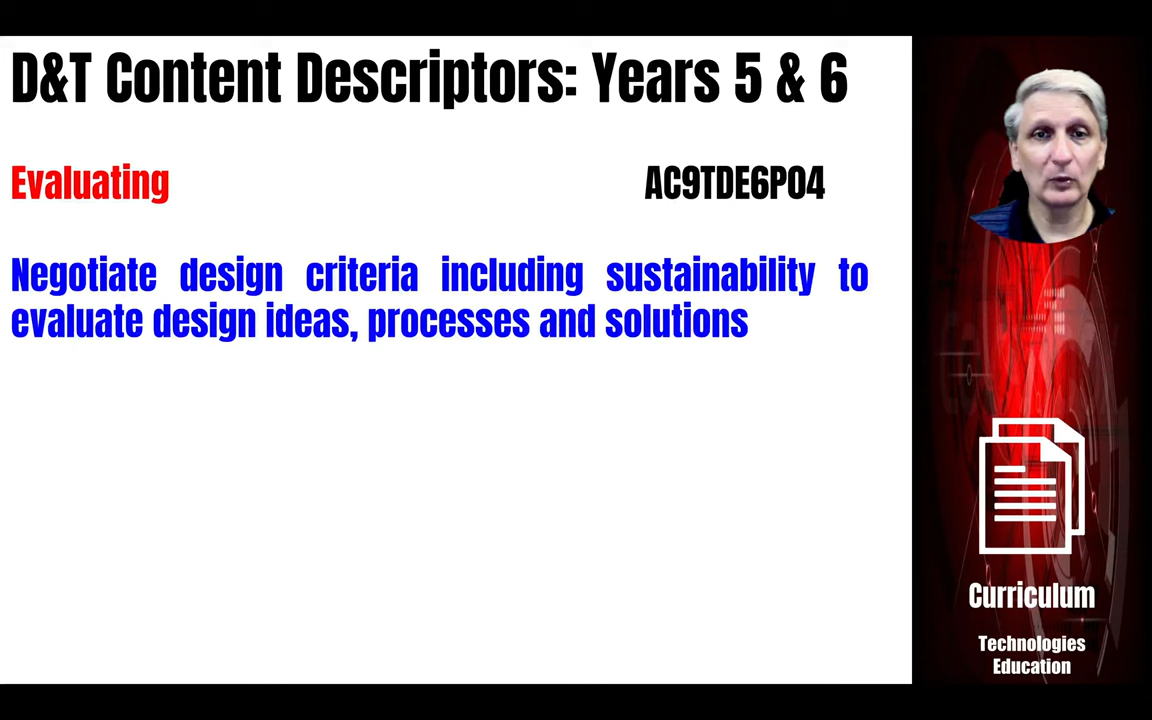 D&T Content Descriptors: Years 5 & 6
Evaluating AC9TDE6P04
Negotiate design criteria including sustainability to
evaluate design ideas, processes and solutions
Curriculum
Technologies
Education